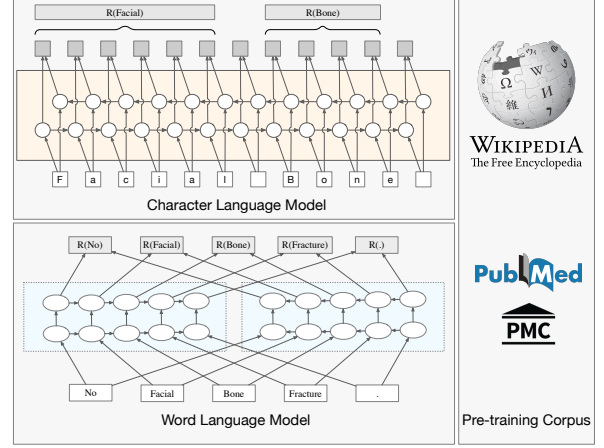 R(Facial) R(Bone)
F a c i a l B o n e
Character Language Model
R(No) R(Facial) R(Bone) R(Fracture) R(.)
No Facial Bone Fracture .
Word Language Model
Ω W И 維
WIKIPEDIA
The Free Encyclopedia
PubMed
PMC
Pre-training Corpus